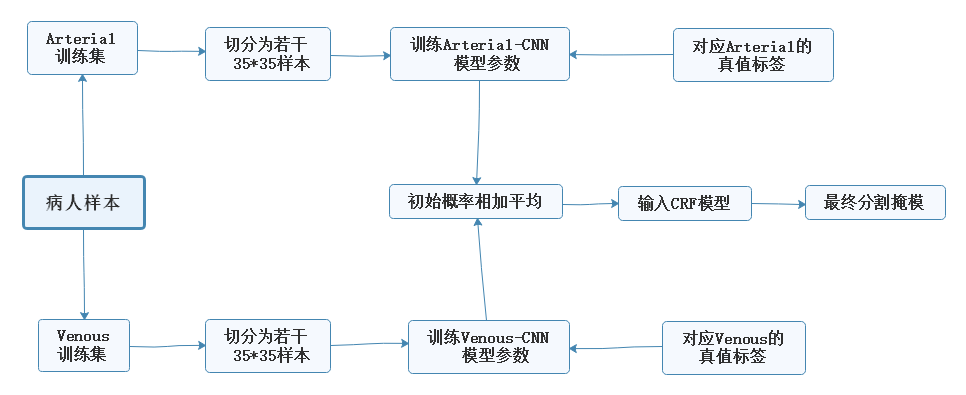 Arterial
训练集
切分为若干
35*35样本
训练Arterial-CNN
模型参数
对应Arterial的
真值标签
病人样本
初始概率相加平均
输入CRF模型
最终分割掩模
Venous
训练集
切分为若干
35*35样本
训练Venous-CNN
模型参数
对应Venous的
真值标签